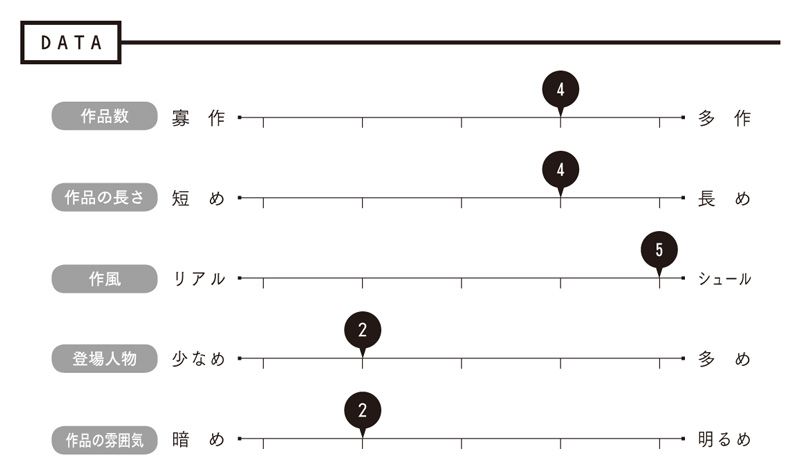 DATA
作品数 寡作 4 多作
作品の長さ 短め 4 長め
作風 リアル 5 シュール
登場人物 少なめ 2 多め
作品の雰囲気 暗め 2 明るめ